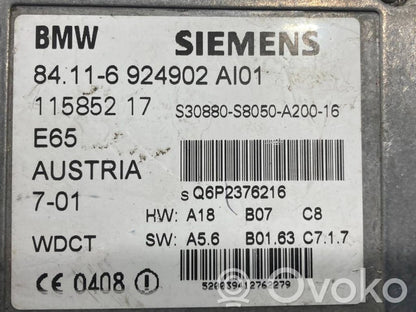 BMW SIEMENS
84.11-6 924902 AI01
115852 17 S30880-S8050-A200-16
E65
AUSTRIA
S Q6P2376216
7-01
HW: A18 B07 C8
WDCT SW: A5.6 B01.63 C7.1.7
CE 0408
520039412762279
Ovoko